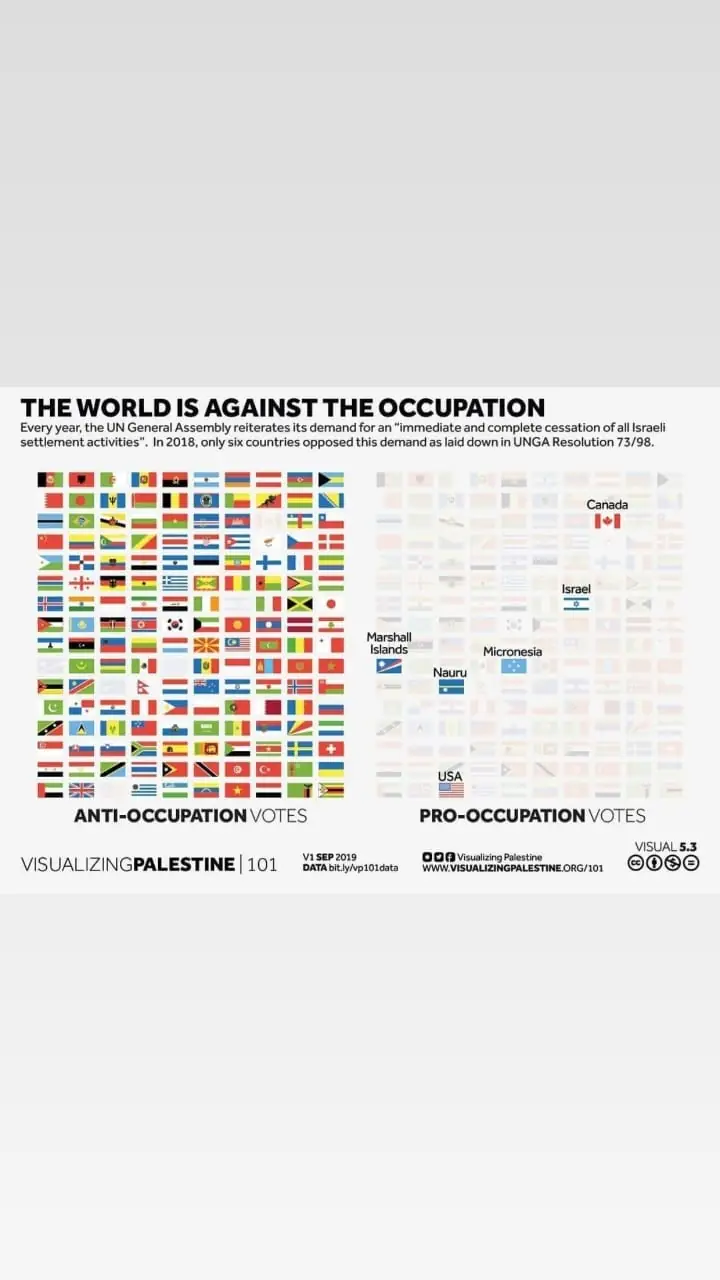 THE WORLD IS AGAINST THE OCCUPATION
Every year, the UN General Assembly reiterates its demand for an “immediate and complete cessation of all Israeli
settlement activities”. In 2018, only six countries opposed this demand as laid down in UNGA Resolution 73/98.
Canada
Israel
Marshall
Islands
Micronesia
Nauru
USA
ANTI-OCCUPATION VOTES
PRO-OCCUPATION VOTES
VISUALIZINGPALESTINE | 101
V1 SEP 2019
DATA bit.ly/vp101data
Visualizing Palestine
WWW.VISUALIZINGPALESTINE.ORG/101
VISUAL 5.3